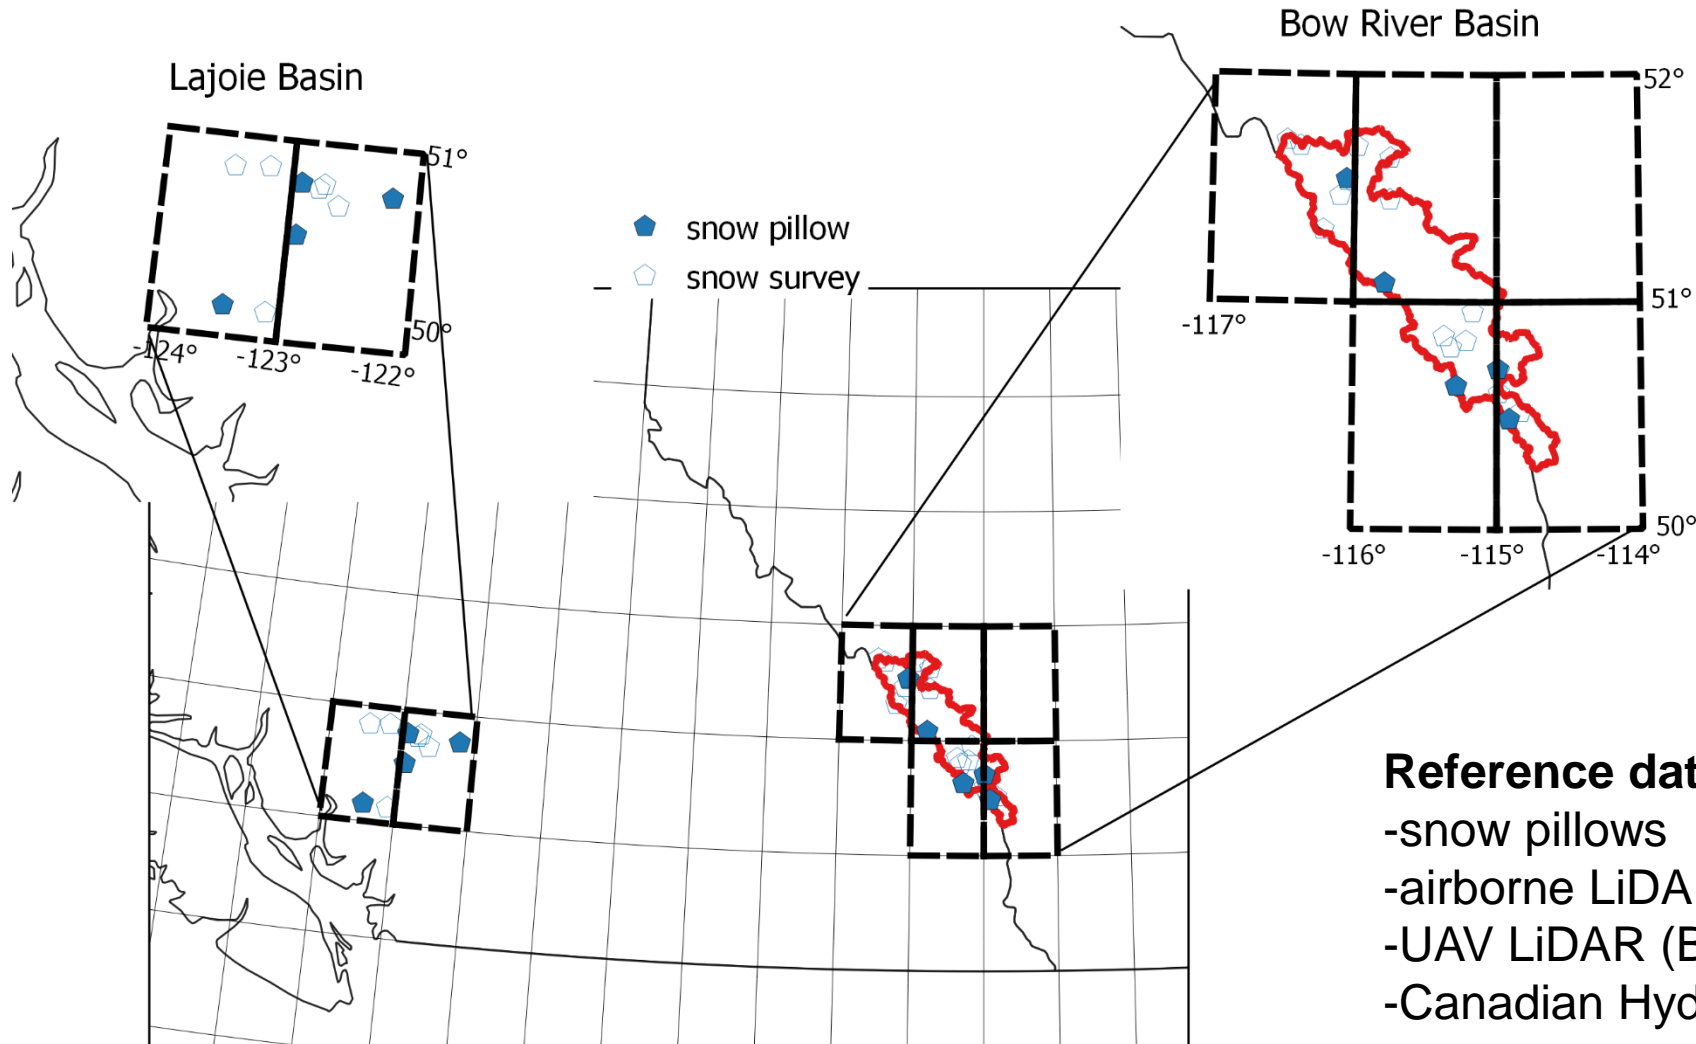 Bow River Basin
Lajoie Basin
52°
51°
50°
-117°
-116°
-115°
-114°
51°
50°
-124°
-123°
-122°
snow pillow
snow survey
Reference dat
-snow pillows
-airborne LiDA
-UAV LiDAR (B
-Canadian Hyd